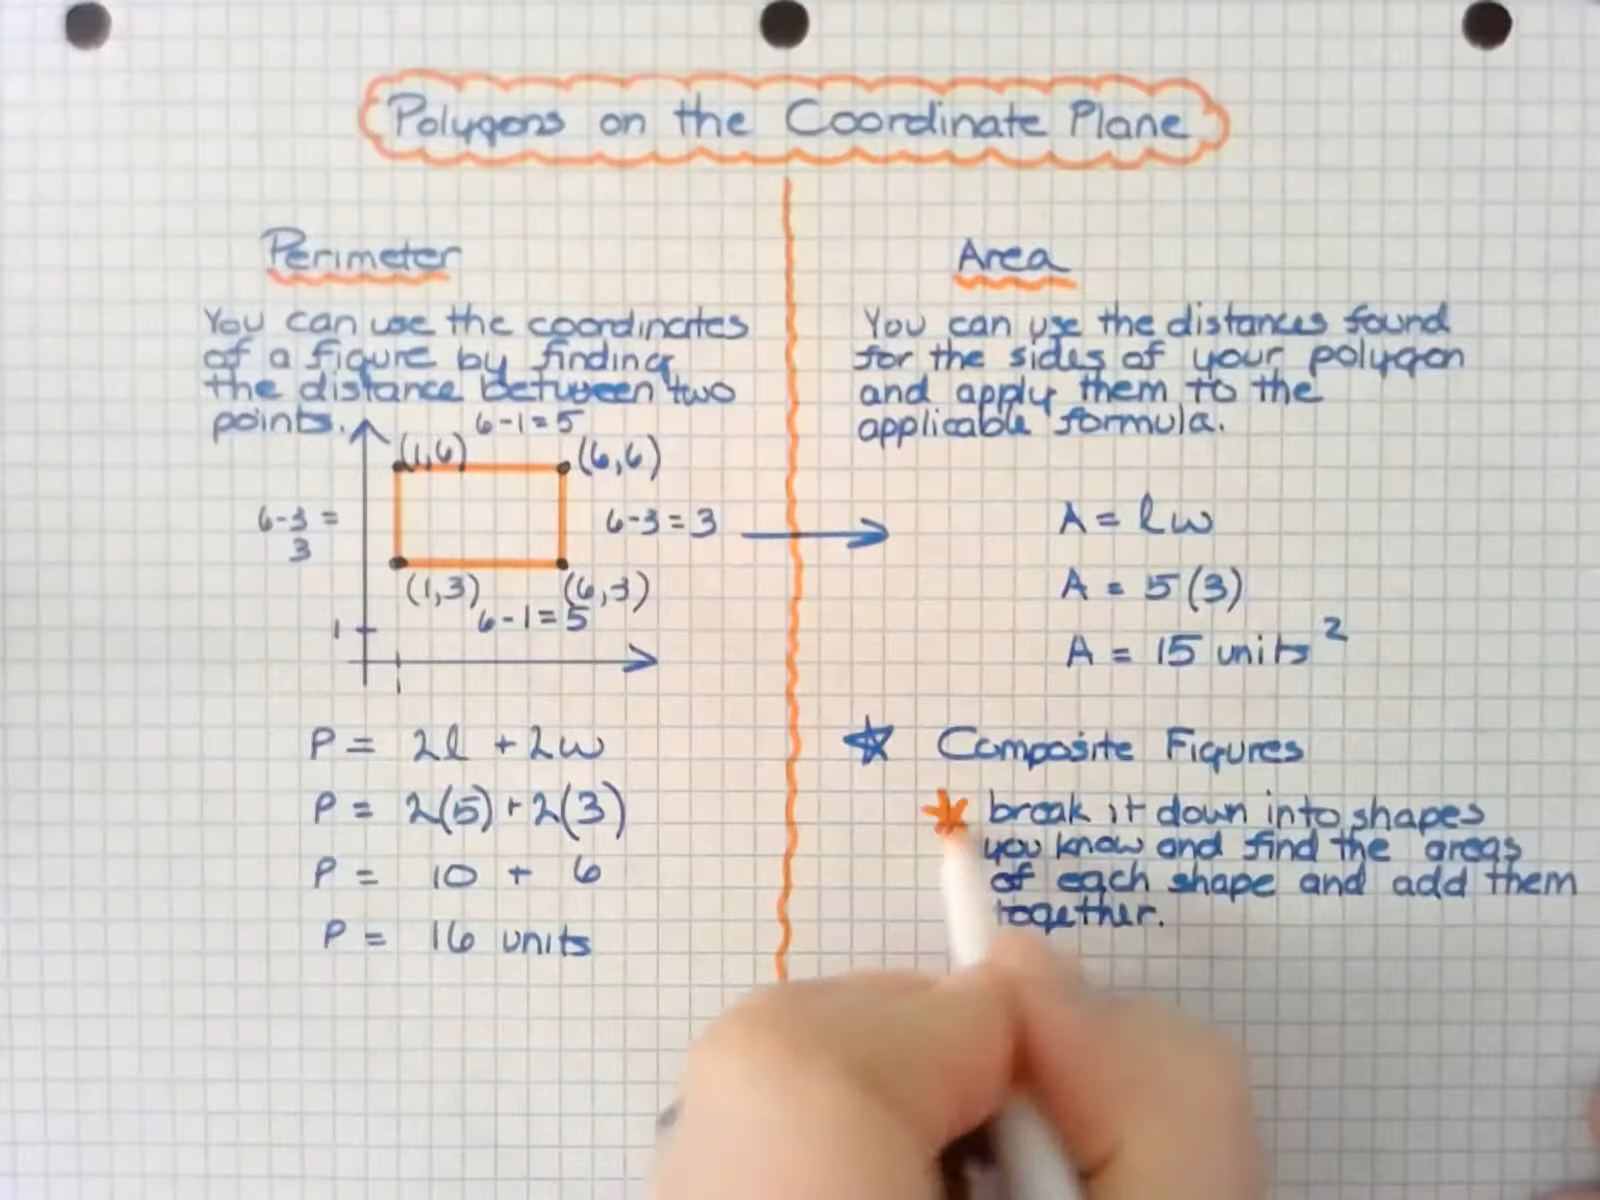 Polygons on the Coordinate Plane
Perimeter
You can use the coordinates
of a figure by finding
the distance between two
points.
6-1=5
(1,6)
(6,6)
6-3=
3
6-3=3
(1,3)
(6,3)
6-1=5
1
1
P = 2l + 2w
P = 2(5)+2(3)
P = 10 + 6
P = 16 units
Area
You can use the distances found
for the sides of your polygon
and apply them to the
applicable formula.
A = lw
A = 5(3)
A = 15 units²
Composite Figures
break it down into shapes
you know and find the areas
of each shape and add them
together.